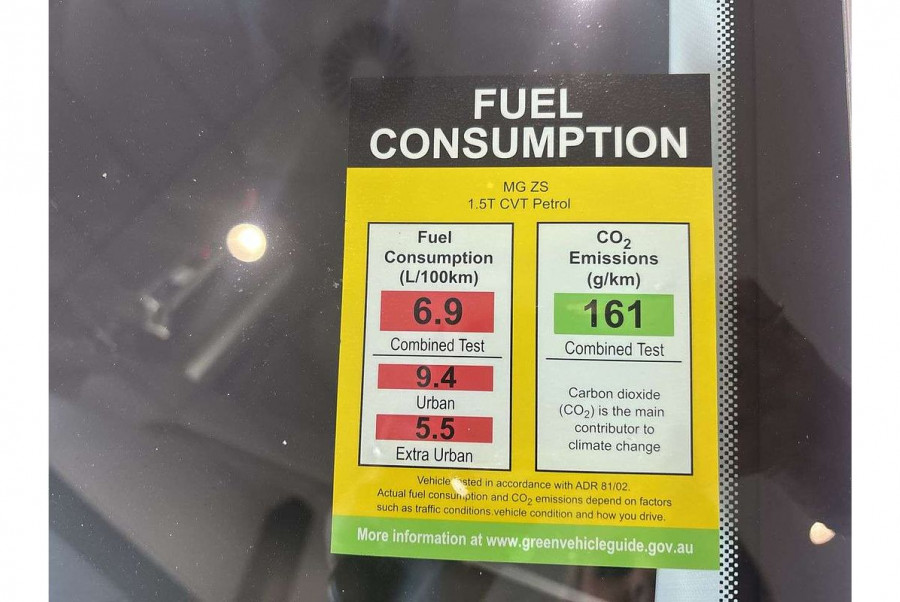 FUEL
CONSUMPTION
MG ZS
1.5T CVT Petrol
Fuel
Consumption
(L/100km)
6.9
Combined Test
9.4
Urban
5.5
Extra Urban
CO2
Emissions
(g/km)
161
Combined Test
Carbon dioxide
(CO2) is the main
contributor to
climate change
Vehicle tested in accordance with ADR 81/02.
Actual fuel consumption and CO2 emissions depend on factors
such as traffic conditions vehicle condition and how you drive.
More information at www.greenvehicleguide.gov.au